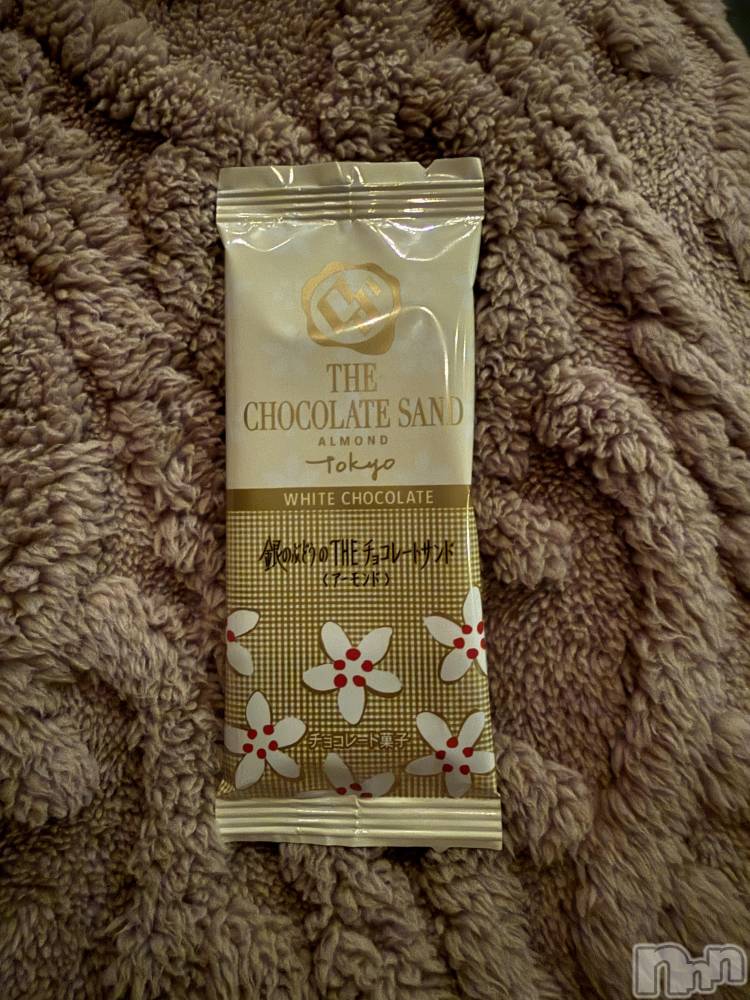 THE
CHOCOLATE SAND
ALMOND
Tokyo
WHITE CHOCOLATE
銀のぶどうのTHEチョコレートサンド
(アーモンド)
チョコレート菓子
nnn